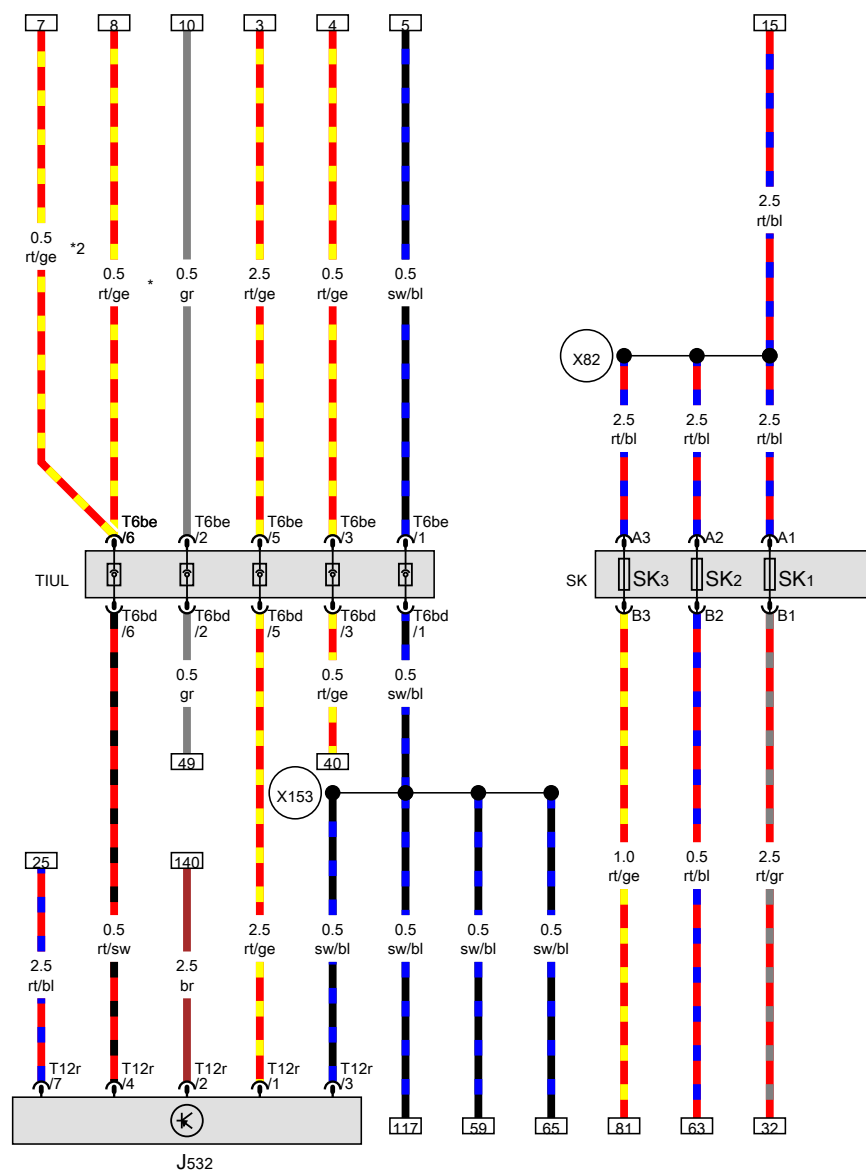 7 8 10 3 4 5 15
2.5
rt/bl
0.5
rt/ge
*2
0.5
rt/ge
*
0.5
gr
2.5
rt/ge
0.5
rt/ge
0.5
sw/bl
X82
2.5
rt/bl
2.5
rt/bl
2.5
rt/bl
T6be
/6
T6be
/2
T6be
/5
T6be
/3
T6be
/1
A3
A2
A1
TIUL
SK
SK3
SK2
SK1
T6bd
/6
T6bd
/2
T6bd
/5
T6bd
/3
T6bd
/1
B3
B2
B1
0.5
gr
0.5
rt/ge
0.5
sw/bl
49
40
X153
25
140
1.0
rt/ge
0.5
rt/bl
2.5
rt/gr
2.5
rt/bl
0.5
rt/sw
2.5
br
2.5
rt/ge
0.5
sw/bl
0.5
sw/bl
0.5
sw/bl
0.5
sw/bl
T12r
/7
T12r
/4
T12r
/2
T12r
/1
T12r
/3
117
59
65
81
63
32
J532